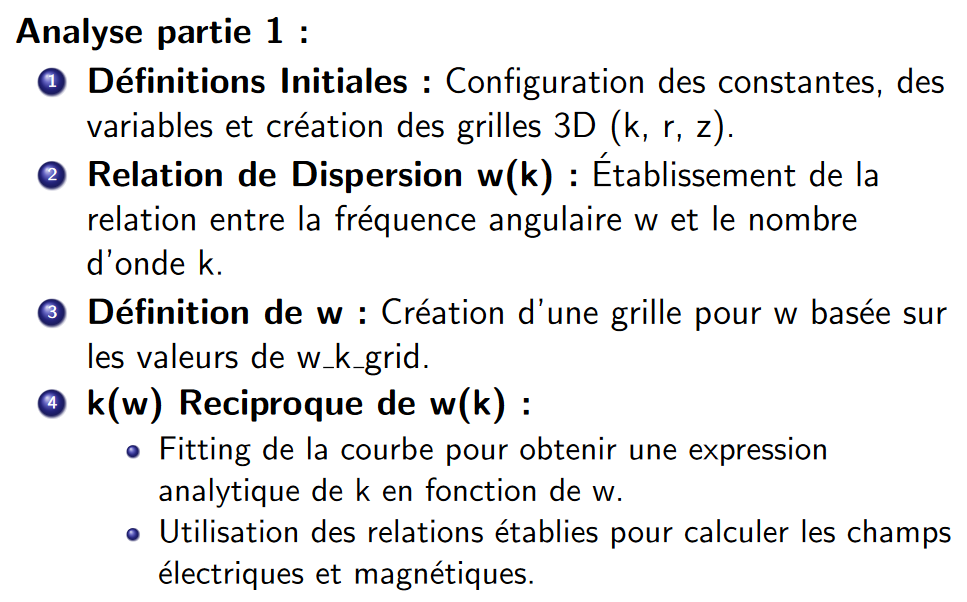 Analyse partie 1 :
1 Définitions Initiales : Configuration des constantes, des
variables et création des grilles 3D (k, r, z).
2 Relation de Dispersion w(k) : Établissement de la
relation entre la fréquence angulaire w et le nombre
d'onde k.
3 Définition de w : Création d'une grille pour w basée sur
les valeurs de w_k_grid.
4 k(w) Reciproque de w(k) :
Fitting de la courbe pour obtenir une expression
analytique de k en fonction de w.
Utilisation des relations établies pour calculer les champs
électriques et magnétiques.